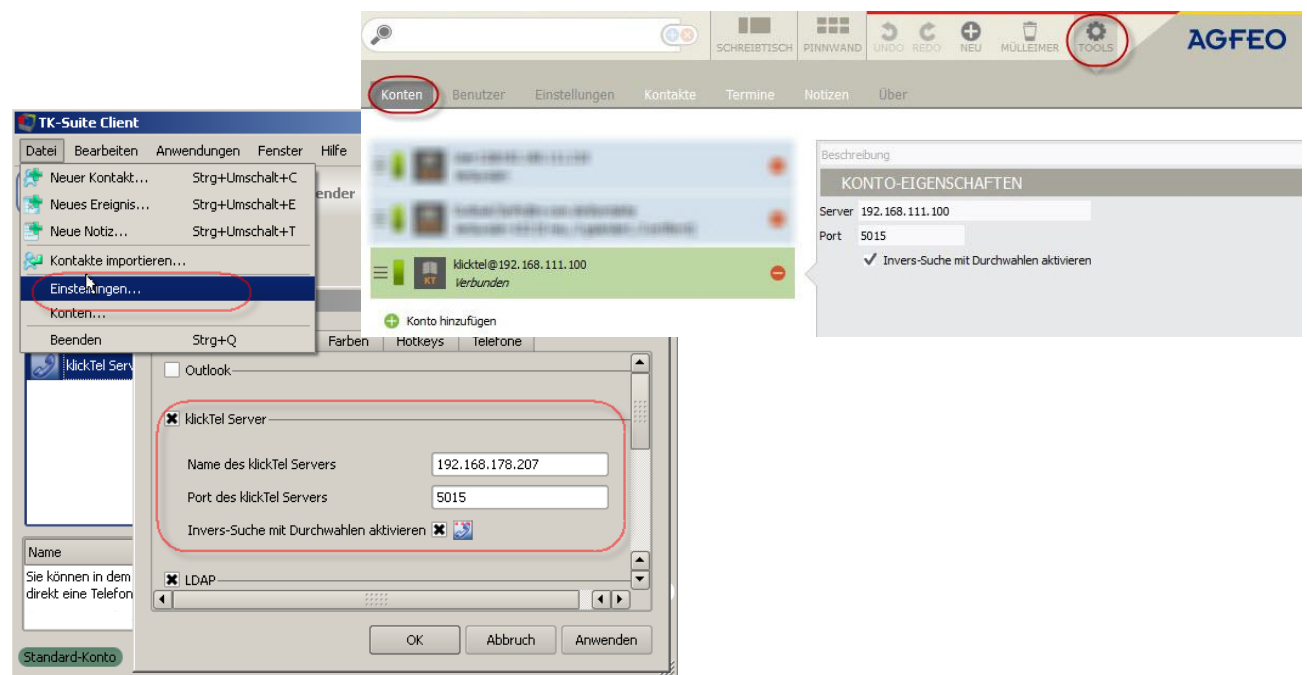 SCHREIBTISCH PINNWAND UNDO REDO NEU MÜLLEIMER TOOLS AGFEO
Konten Benutzer Einstellungen Kontakte Termine Notizen Über
Beschreibung
KONTO-EIGENSCHAFTEN
Server 192.168.111.100
Port 5015
Invers-Suche mit Durchwahlen aktivieren
klicktel@192.168.111.100
KT
Verbunden
Konto hinzufügen
TK-Suite Client
Datei Bearbeiten Anwendungen Fenster Hilfe
Neuer Kontakt... Strg+Umschalt+C
Neues Ereignis... Strg+Umschalt+E
ender
Neue Notiz... Strg+Umschalt+T
Kontakte importieren...
Einstellungen...
Konten...
Beenden Strg+Q
Farben Hotkeys Telefone
klickTel Serv
Outlook
klickTel Server
Name des klickTel Servers 192.168.178.207
Port des klickTel Servers 5015
Invers-Suche mit Durchwahlen aktivieren
LDAP
Name
Sie können in dem
direkt eine Telefon
OK Abbruch Anwenden
Standard-Konto